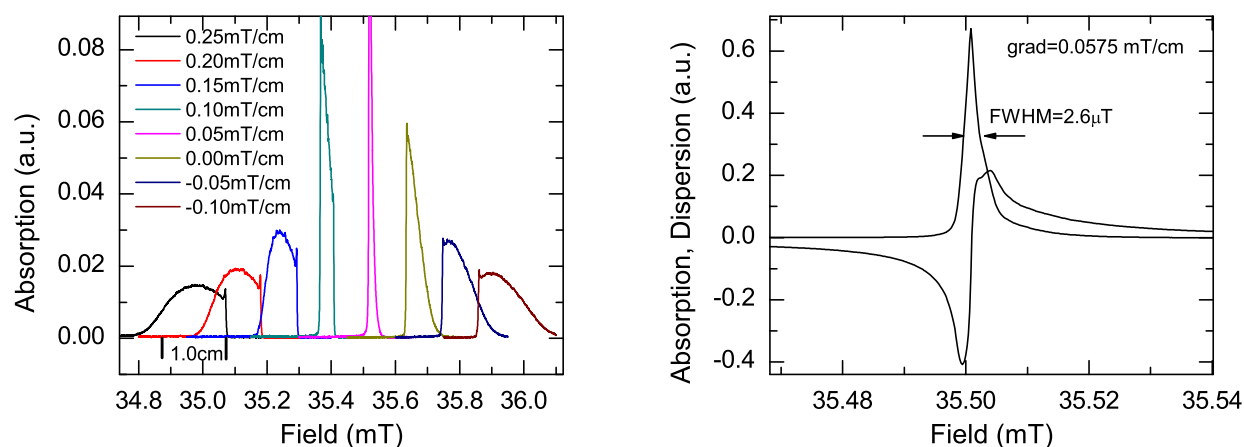 0.25mT/cm
0.20mT/cm
0.15mT/cm
0.10mT/cm
0.05mT/cm
0.00mT/cm
-0.05mT/cm
-0.10mT/cm
1.0cm
0.08
0.06
0.04
0.02
0.00
Absorption (a.u.)
34.8 35.0 35.2 35.4 35.6 35.8 36.0
Field (mT)
grad=0.0575 mT/cm
FWHM=2.6μT
0.6
0.4
0.2
0.0
-0.2
-0.4
Absorption, Dispersion (a.u.)
35.48 35.50 35.52 35.54
Field (mT)